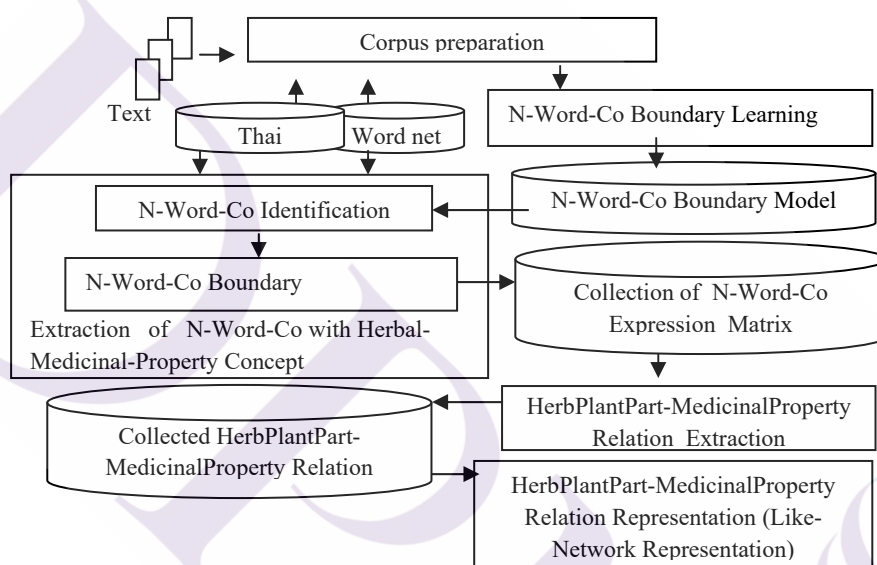 Corpus preparation
Text
Thai
Word net
N-Word-Co Boundary Learning
N-Word-Co Identification
N-Word-Co Boundary Model
N-Word-Co Boundary
Collection of N-Word-Co
Expression Matrix
Extraction of N-Word-Co with Herbal-
Medicinal-Property Concept
HerbPlantPart-MedicinalProperty
Relation Extraction
Collected HerbPlantPart-
MedicinalProperty Relation
HerbPlantPart-MedicinalProperty
Relation Representation (Like-
Network Representation)